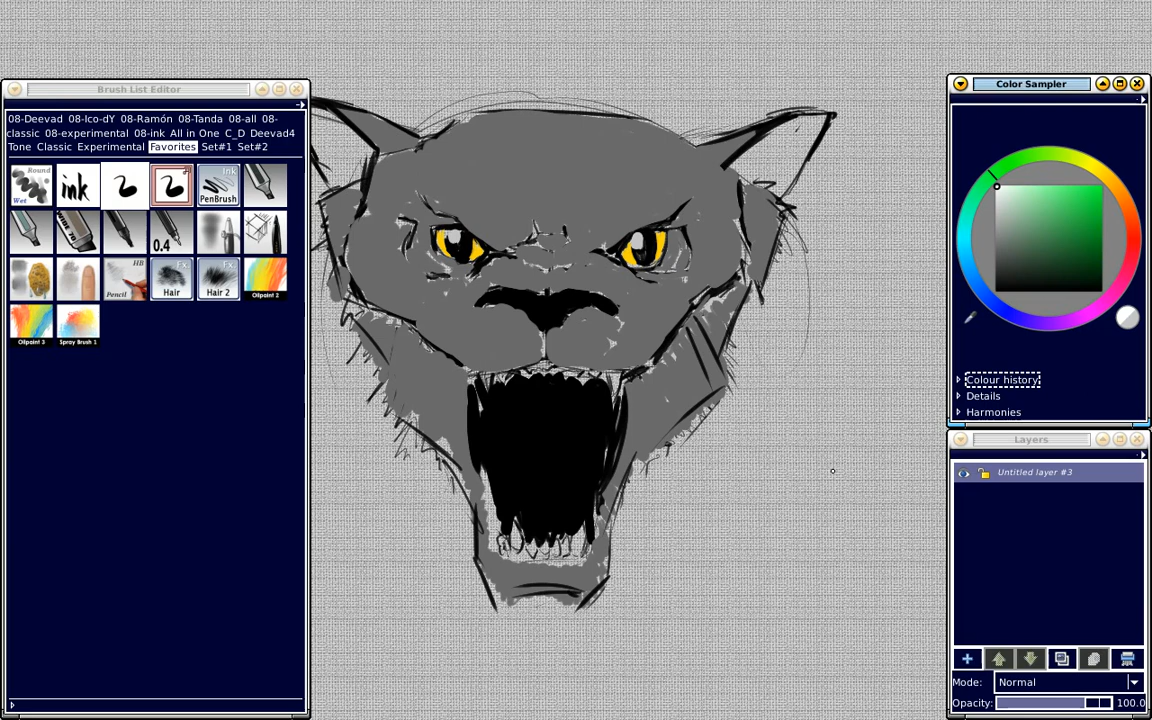 Brush List Editor
08-Deevad 08-Ico-dY 08-Ramón 08-Tanda 08-all 08-
classic 08-experimental 08-ink All in One C_D Deevad4
Tone Classic Experimental Favorites Set#1 Set#2
Round
Wet
ink
Ink
PenBrush
WIDE 70
0.4
HB
Pencil
Fx.
Hair
Fx.
Hair 2
Oilpaint 2
Oilpaint 3
Spray Brush 1
Color Sampler
Colour history
Details
Harmonies
Layers
Untitled layer #3
Mode: Normal
Opacity: 100.0